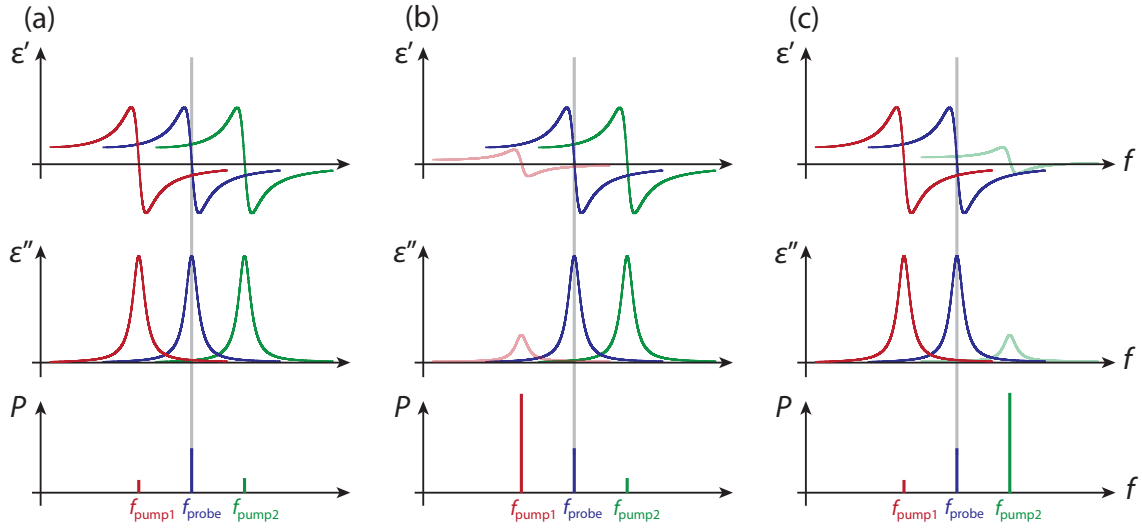 (a) (b) (c)
ε′ ε′ ε′
f
ε″ ε″ ε″
f
P P P
f
fpump1 fprobe fpump2 fpump1 fprobe fpump2 fpump1 fprobe fpump2